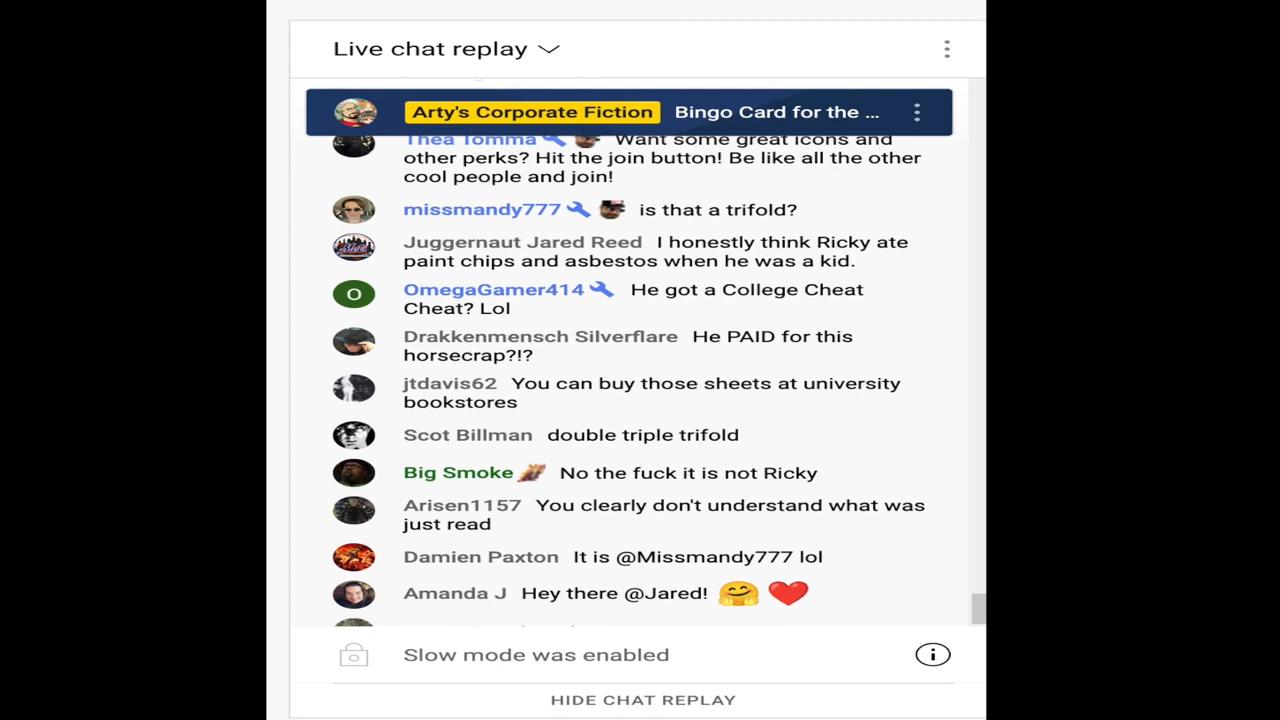 Live chat replay
Arty's Corporate Fiction Bingo Card for the ...
Thea Tomma Want some great icons and
other perks? Hit the join button! Be like all the other
cool people and join!
missmandy777 is that a trifold?
Juggernaut Jared Reed I honestly think Ricky ate
paint chips and asbestos when he was a kid.
O OmegaGamer414 He got a College Cheat
Cheat? Lol
Drakkenmensch Silverflare He PAID for this
horsecrap?!?
jtdavis62 You can buy those sheets at university
bookstores
Scot Billman double triple trifold
Big Smoke No the fuck it is not Ricky
Arisen1157 You clearly don't understand what was
just read
Damien Paxton It is @Missmandy777 lol
Amanda J Hey there @Jared! 🤗 ❤️
Slow mode was enabled
HIDE CHAT REPLAY